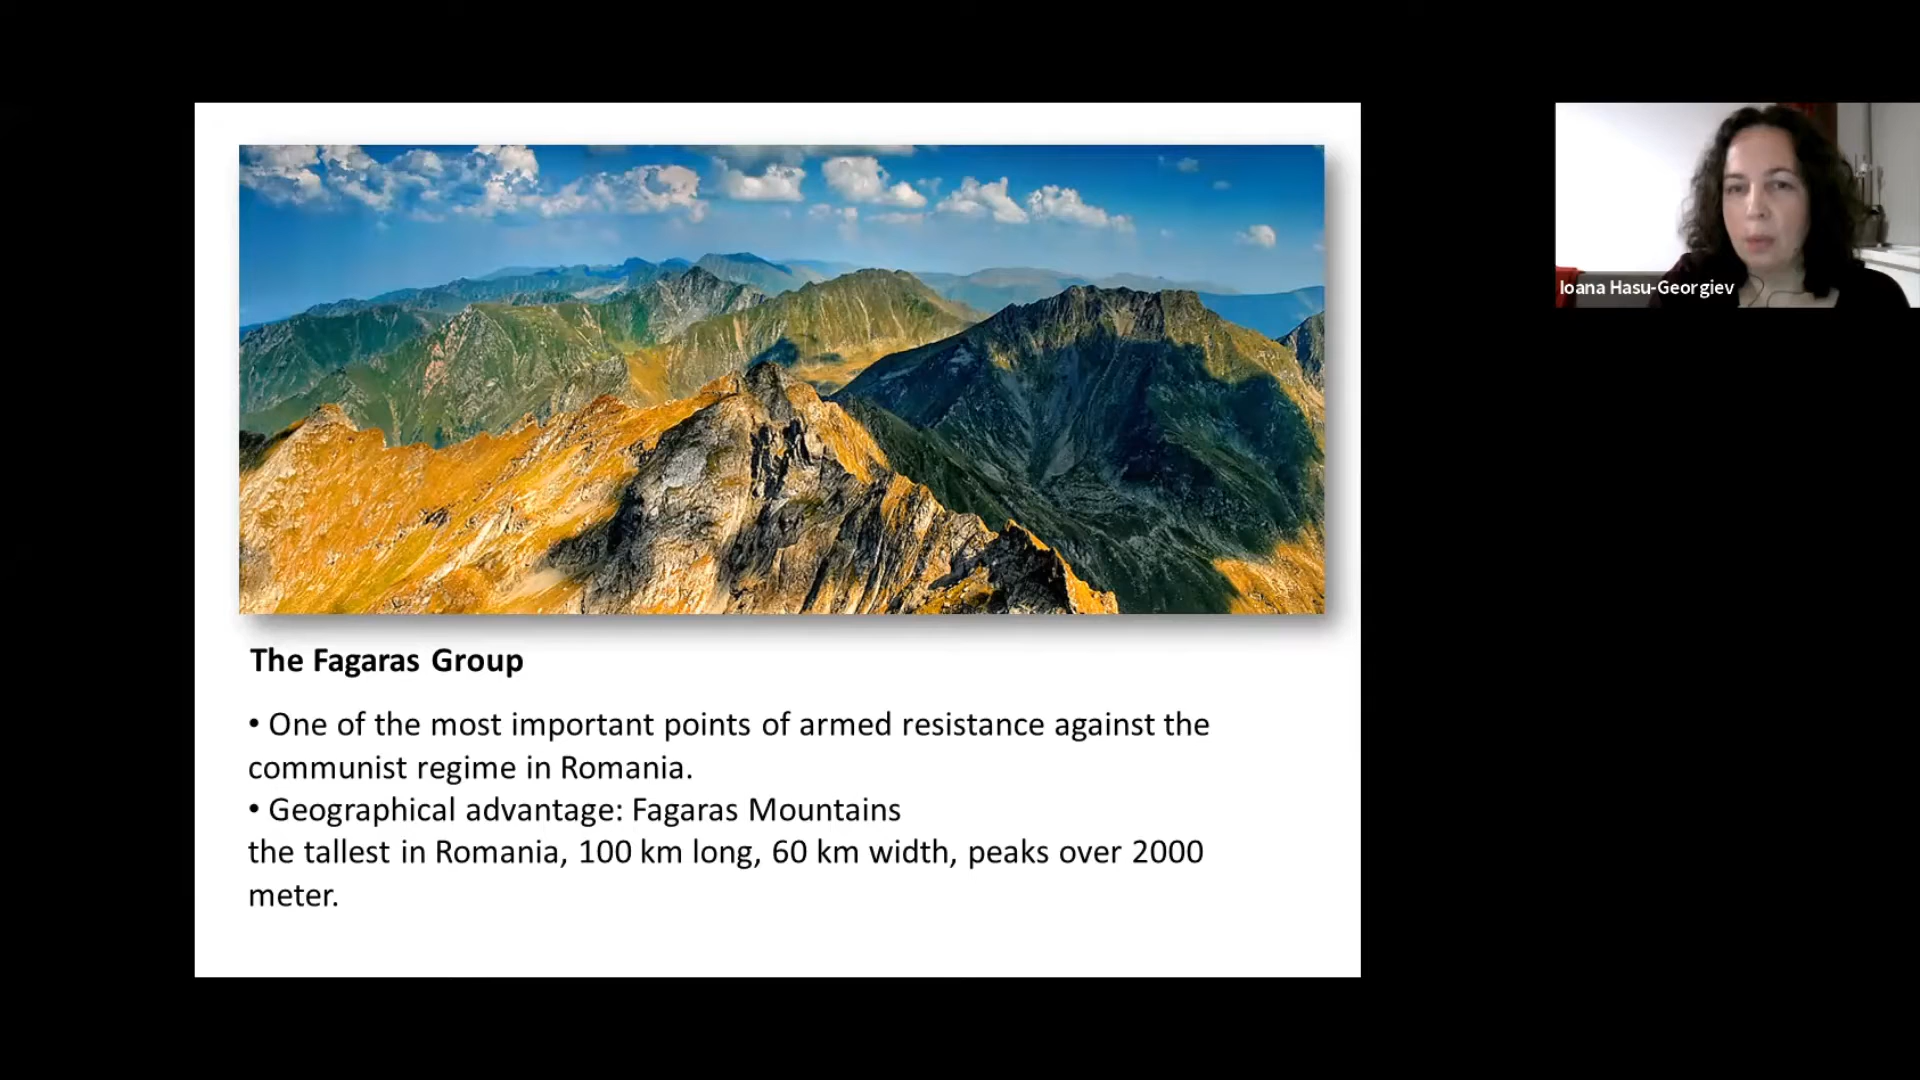 The Fagaras Group
• One of the most important points of armed resistance against the
communist regime in Romania.
• Geographical advantage: Fagaras Mountains
the tallest in Romania, 100 km long, 60 km width, peaks over 2000
meter.
Ioana Hasu-Georgiev